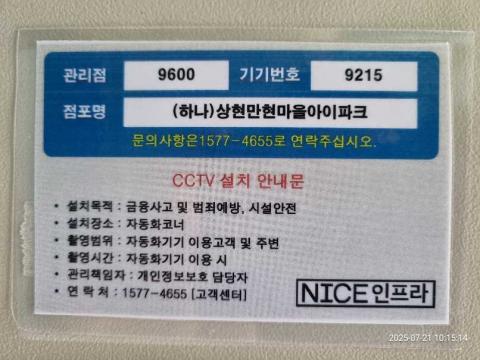 관리점 9600 기기번호 9215
점포명 (하나)상현만현마을아이파크
문의사항은1577-4655로 연락주십시오.
CCTV 설치 안내문
• 설치목적 : 금융사고 및 범죄예방, 시설안전
• 설치장소 : 자동화코너
• 촬영범위 : 자동화기기 이용고객 및 주변
• 촬영시간 : 자동화기기 이용 시
• 관리책임자 : 개인정보보호 담당자
• 연 락 처 : 1577-4655 [고객센터]
NICE인프라
2025-07-21 10:15:14